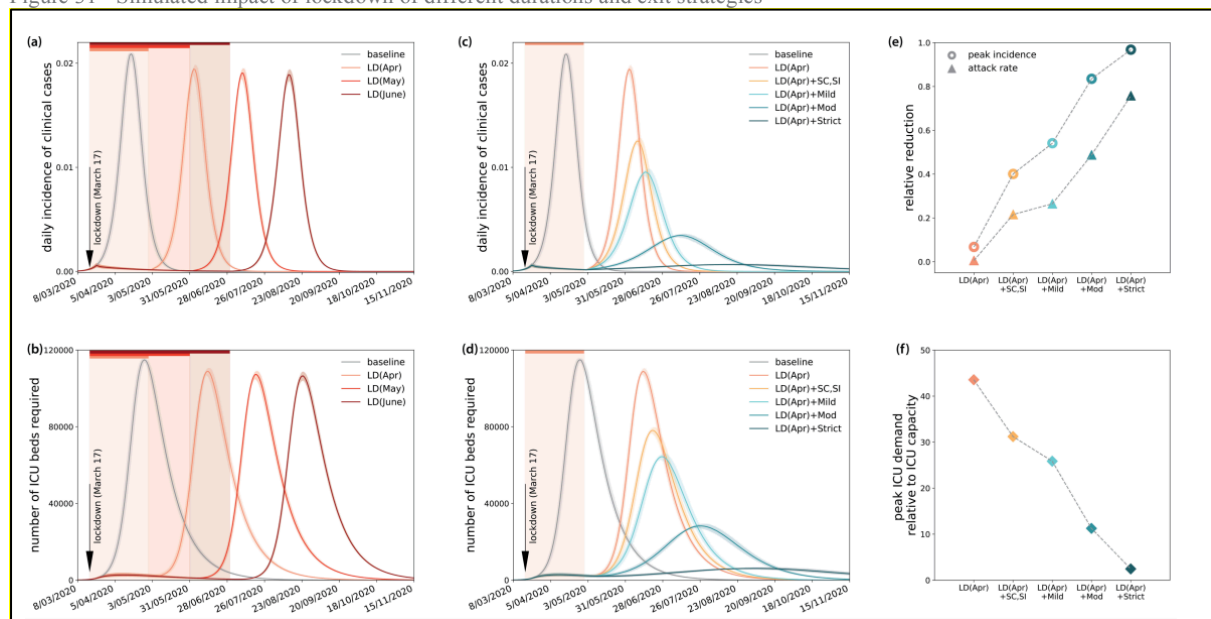 Figure 31 - Simulated impact of lockdown of different durations and exit strategies
(a)
daily incidence of clinical cases
0.02
0.01
0.00
lockdown (March 17)
baseline
LD(Apr)
LD(May)
LD(June)
8/03/2020
5/04/2020
3/05/2020
31/05/2020
28/06/2020
26/07/2020
23/08/2020
20/09/2020
18/10/2020
15/11/2020
(c)
daily incidence of clinical cases
0.02
0.01
0.00
lockdown (March 17)
baseline
LD(Apr)
LD(Apr)+SC,SI
LD(Apr)+Mild
LD(Apr)+Mod
LD(Apr)+Strict
8/03/2020
5/04/2020
3/05/2020
31/05/2020
28/06/2020
26/07/2020
23/08/2020
20/09/2020
18/10/2020
15/11/2020
(e)
relative reduction
1.0
0.8
0.6
0.4
0.2
0.0
peak incidence
attack rate
LD(Apr)
LD(Apr)
+SC,SI
LD(Apr)
+Mild
LD(Apr)
+Mod
LD(Apr)
+Strict
(b)
number of ICU beds required
120000
80000
40000
0
lockdown (March 17)
baseline
LD(Apr)
LD(May)
LD(June)
8/03/2020
5/04/2020
3/05/2020
31/05/2020
28/06/2020
26/07/2020
23/08/2020
20/09/2020
18/10/2020
15/11/2020
(d)
number of ICU beds required
120000
80000
40000
0
lockdown (March 17)
baseline
LD(Apr)
LD(Apr)+SC,SI
LD(Apr)+Mild
LD(Apr)+Mod
LD(Apr)+Strict
8/03/2020
5/04/2020
3/05/2020
31/05/2020
28/06/2020
26/07/2020
23/08/2020
20/09/2020
18/10/2020
15/11/2020
(f)
peak ICU demand
relative to ICU capacity
50
40
30
20
10
0
LD(Apr)
LD(Apr)
+SC,SI
LD(Apr)
+Mild
LD(Apr)
+Mod
LD(Apr)
+Strict